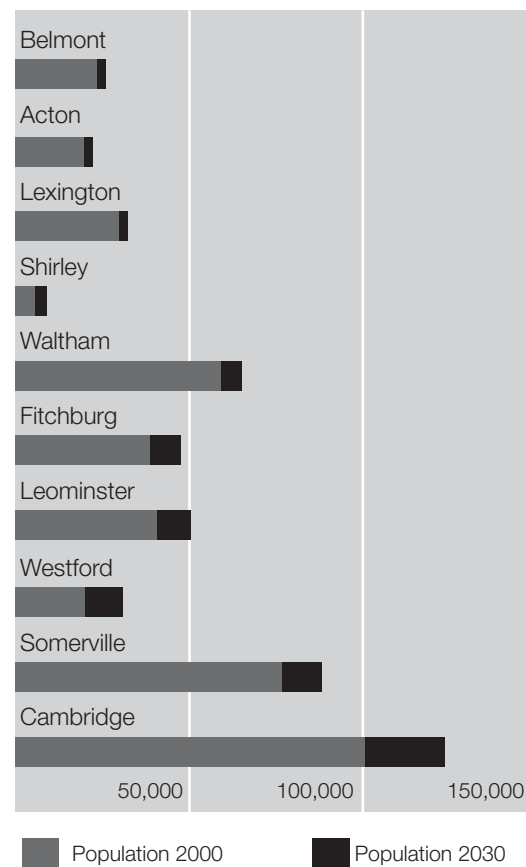 Belmont
Acton
Lexington
Shirley
Waltham
Fitchburg
Leominster
Westford
Somerville
Cambridge
50,000 100,000 150,000
Population 2000 Population 2030